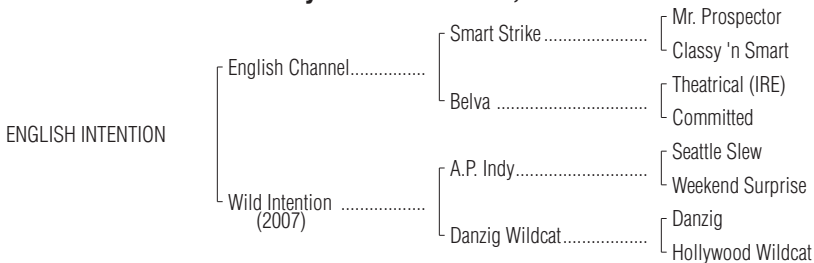 Mr. Prospector
Smart Strike ................
Classy 'n Smart
English Channel................
Theatrical (IRE)
Belva ................................
Committed
ENGLISH INTENTION
Seattle Slew
A.P. Indy............................
Weekend Surprise
Wild Intention ..................
(2007)
Danzig
Danzig Wildcat..................
Hollywood Wildcat